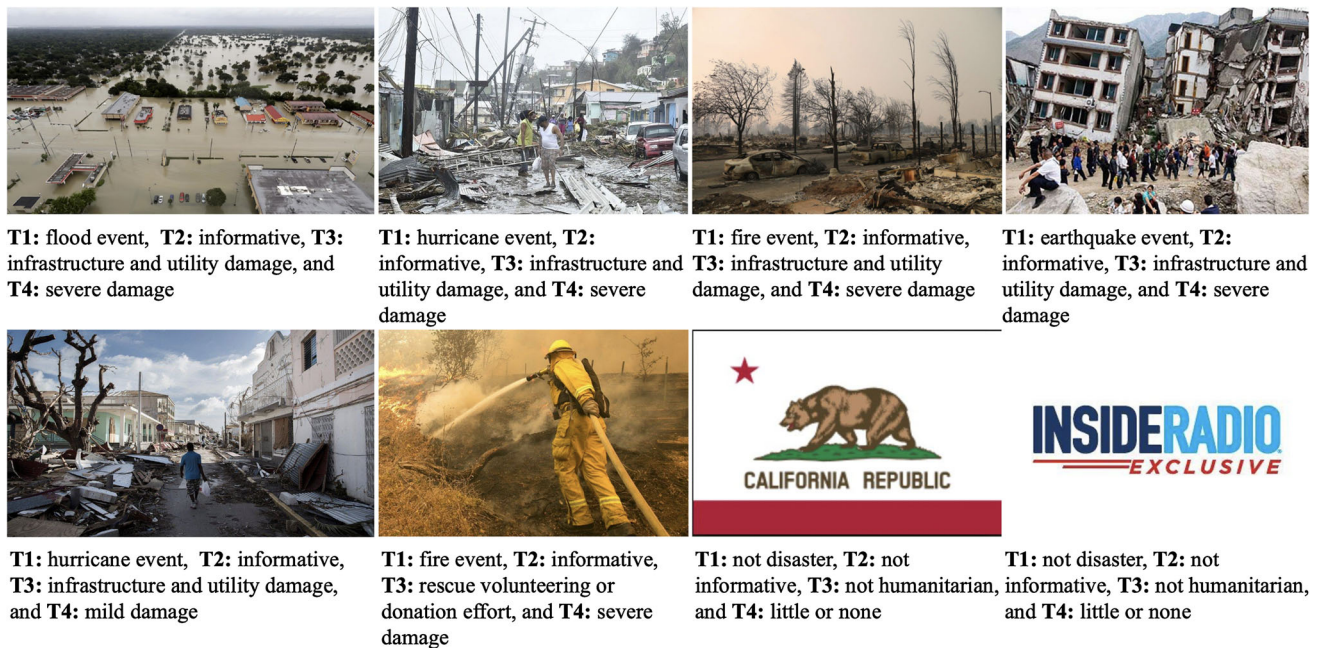 T1: flood event, T2: informative, T3:
infrastructure and utility damage, and
T4: severe damage
T1: hurricane event, T2:
informative, T3: infrastructure and
utility damage, and T4: severe
damage
T1: fire event, T2: informative,
T3: infrastructure and utility
damage, and T4: severe damage
T1: earthquake event, T2:
informative, T3: infrastructure and
utility damage, and T4: severe
damage
CALIFORNIA REPUBLIC
INSIDERADIO
EXCLUSIVE
T1: hurricane event, T2: informative,
T3: infrastructure and utility damage,
and T4: mild damage
T1: fire event, T2: informative,
T3: rescue volunteering or
donation effort, and T4: severe
damage
T1: not disaster, T2: not
informative, T3: not humanitarian,
and T4: little or none
T1: not disaster, T2: not
informative, T3: not humanitarian,
and T4: little or none